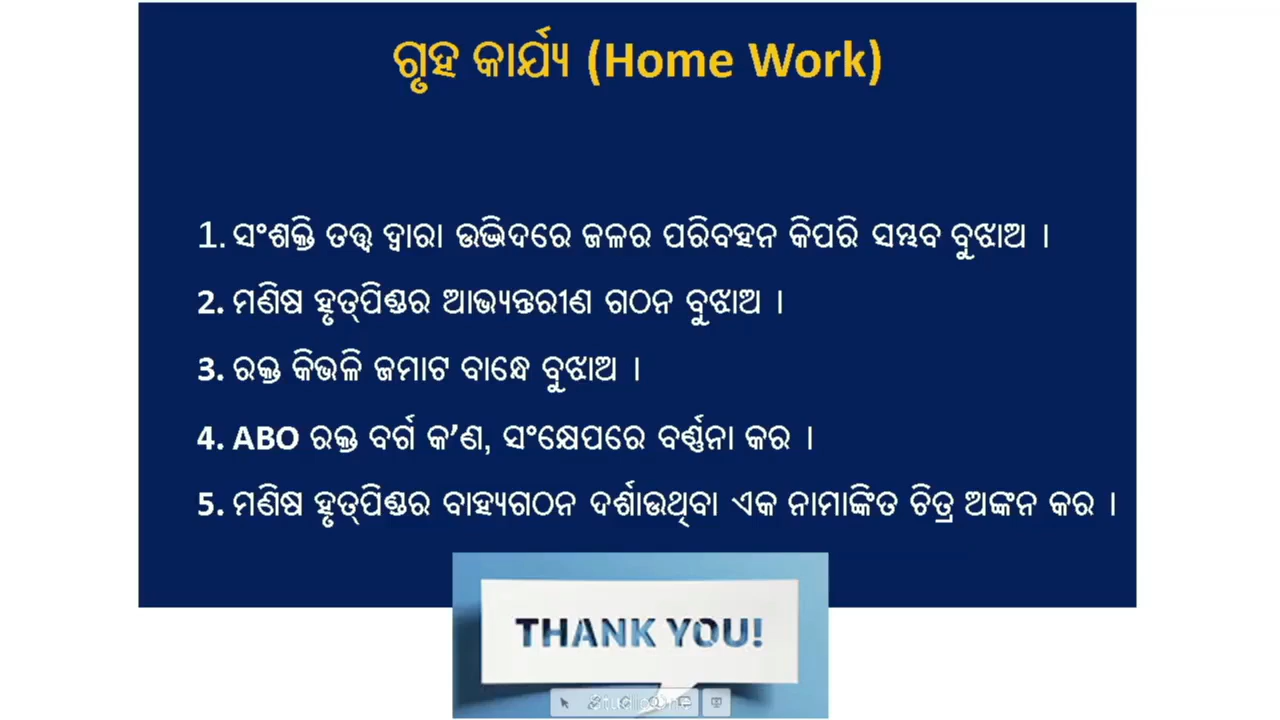 ଗୃହ କାର୍ଯ୍ୟ (Home Work)
1. ସଂଶକ୍ତି ତତ୍ତ୍ୱ ଦ୍ୱାରା ଉଦ୍ଭିଦରେ ଜଳର ପରିବହନ କିପରି ସମ୍ଭବ ବୁଝାଅ ।
2. ମଣିଷ ହୃତ୍‌ପିଣ୍ଡର ଆଭ୍ୟନ୍ତରୀଣ ଗଠନ ବୁଝାଅ ।
3. ରକ୍ତ କିଭଳି ଜମାଟ ବାନ୍ଧେ ବୁଝାଅ ।
4. ABO ରକ୍ତ ବର୍ଗ କ’ଣ, ସଂକ୍ଷେପରେ ବର୍ଣ୍ଣନା କର ।
5. ମଣିଷ ହୃତ୍‌ପିଣ୍ଡର ବାହ୍ୟଗଠନ ଦର୍ଶାଉଥିବା ଏକ ନାମାଙ୍କିତ ଚିତ୍ର ଅଙ୍କନ କର ।
THANK YOU!